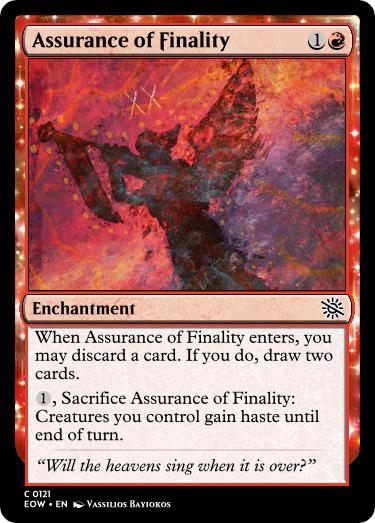 Assurance of Finality 1
Enchantment
When Assurance of Finality enters, you
may discard a card. If you do, draw two
cards.
1, Sacrifice Assurance of Finality:
Creatures you control gain haste until
end of turn.
“Will the heavens sing when it is over?”
C 0121
EOW • EN Vassilios Bayiokos